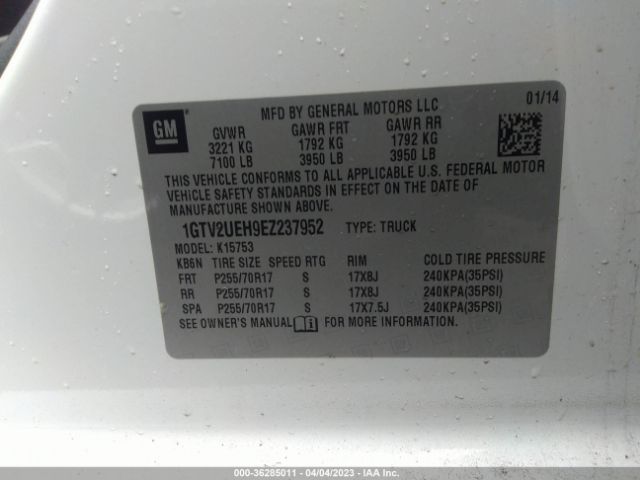 MFD BY GENERAL MOTORS LLC 01/14
GM
GVWR GAWR FRT GAWR RR
3221 KG 1792 KG 1792 KG
7100 LB 3950 LB 3950 LB
THIS VEHICLE CONFORMS TO ALL APPLICABLE U.S. FEDERAL MOTOR
VEHICLE SAFETY STANDARDS IN EFFECT ON THE DATE OF
MANUFACTURE SHOWN ABOVE.
1GTV2UEH9EZ237952 TYPE: TRUCK
MODEL: K15753
KB6N TIRE SIZE SPEED RTG RIM COLD TIRE PRESSURE
FRT P255/70R17 S 17X8J 240KPA(35PSI)
RR P255/70R17 S 17X8J 240KPA(35PSI)
SPA P255/70R17 S 17X7.5J 240KPA(35PSI)
SEE OWNER'S MANUAL FOR MORE INFORMATION.
000-36285011 - 04/04/2023 - IAA Inc.